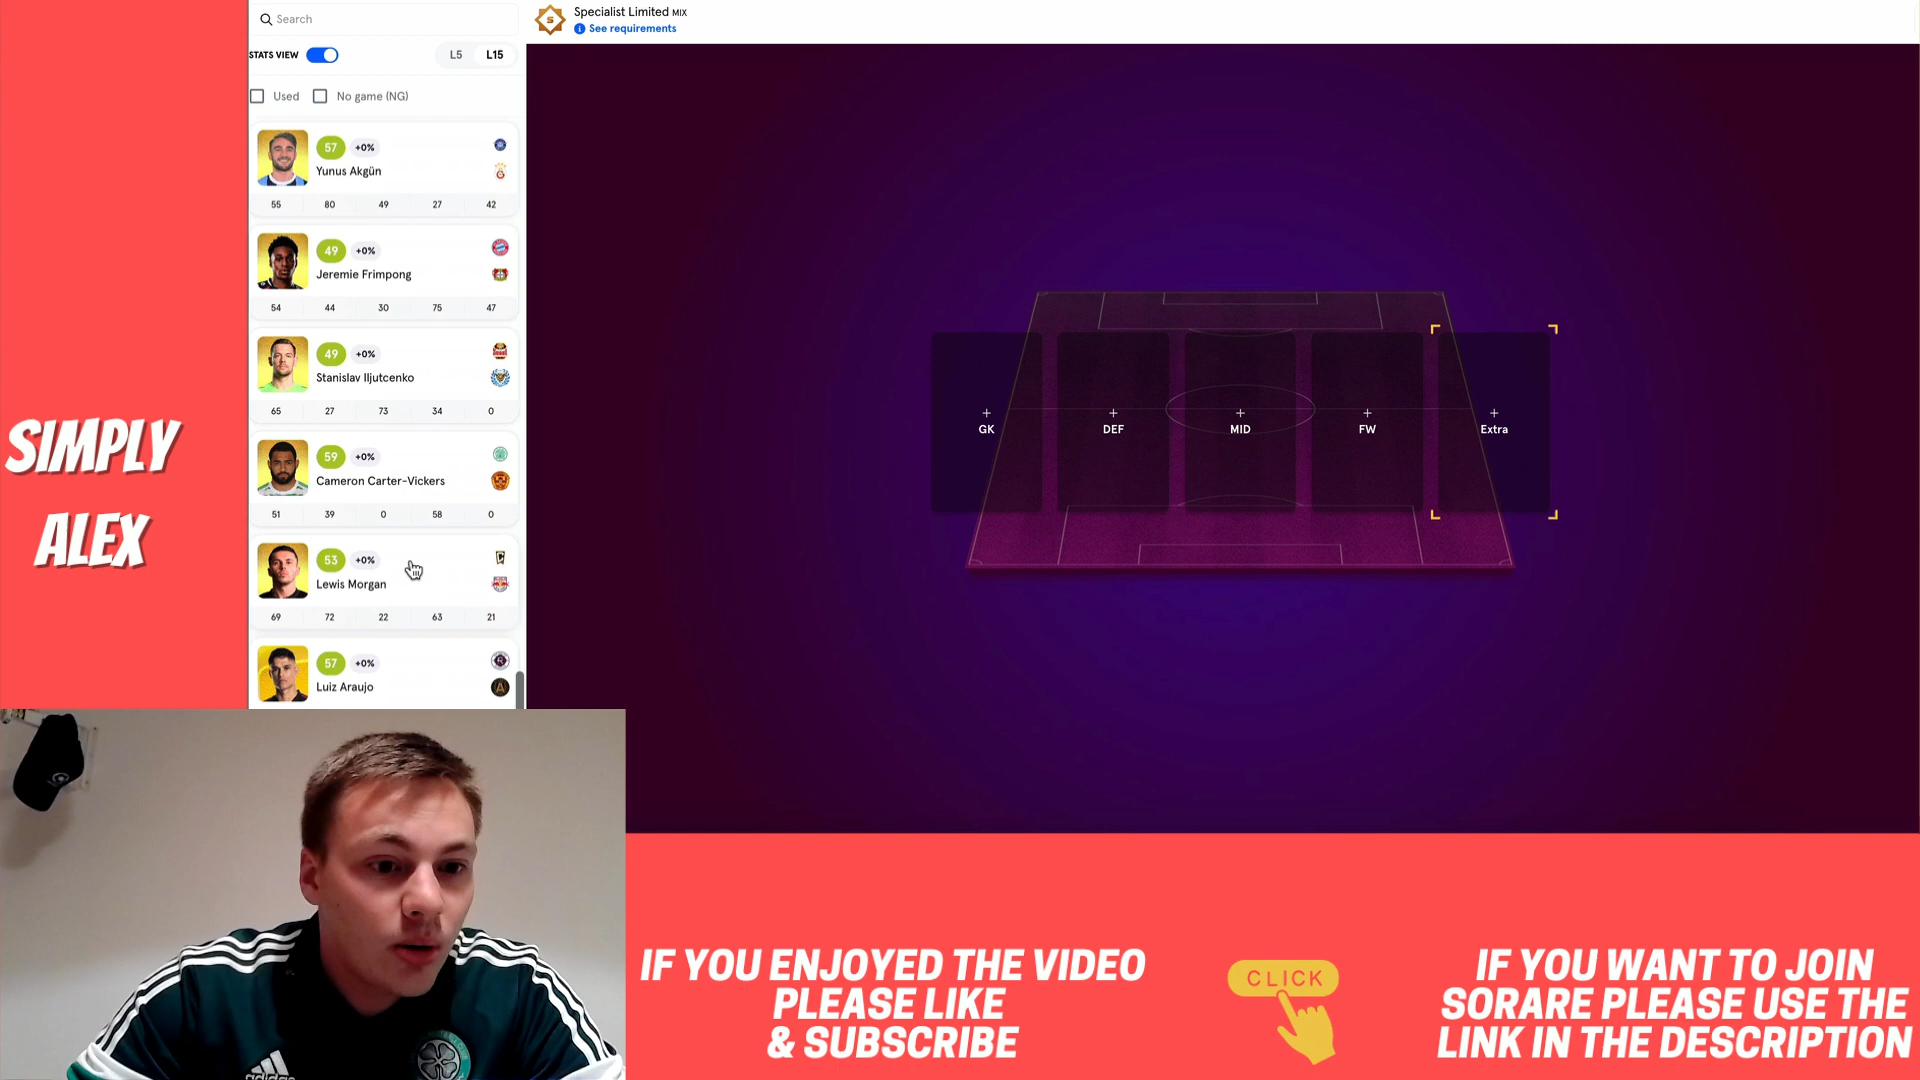 Search
STATS VIEW
L5 L15
Used No game (NG)
57 +0%
Yunus Akgün
55 80 49 27 42
49 +0%
Jeremie Frimpong
54 44 30 75 47
49 +0%
Stanislav Iljutcenko
65 27 73 34 0
59 +0%
Cameron Carter-Vickers
51 39 0 58 0
53 +0%
Lewis Morgan
69 72 22 63 21
57 +0%
Luiz Araujo
S
Specialist Limited MIX
See requirements
+ + + + +
GK DEF MID FW Extra
SIMPLY
ALEX
adidas
IF YOU ENJOYED THE VIDEO
PLEASE LIKE
& SUBSCRIBE
CLICK
IF YOU WANT TO JOIN
SORARE PLEASE USE THE
LINK IN THE DESCRIPTION